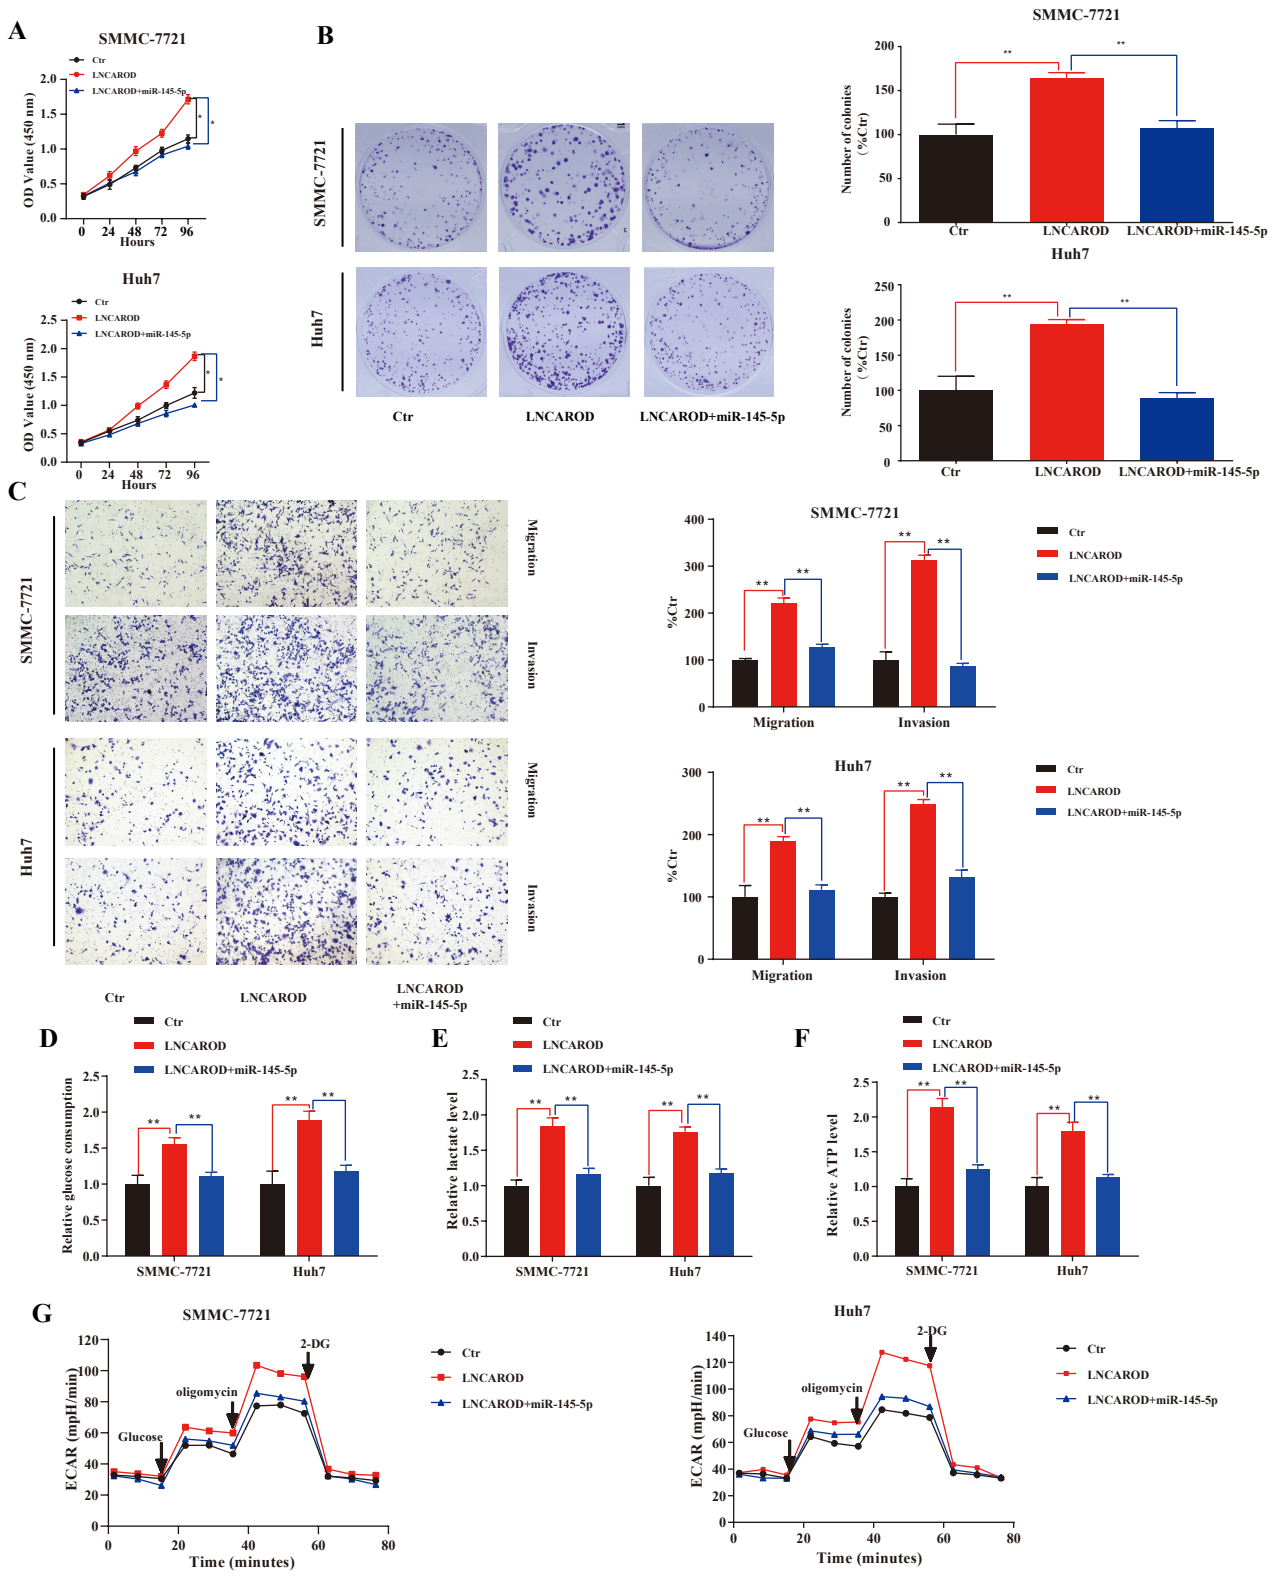 A
SMMC-7721
Ctr
LNCAROD
LNCAROD+miR-145-5p
OD Value (450 nm)
2.0
1.5
1.0
0.5
0.0
*
*
0 24 48 72 96
Hours
Huh7
Ctr
LNCAROD
LNCAROD+miR-145-5p
OD Value (450 nm)
2.5
2.0
1.5
1.0
0.5
0.0
*
*
0 24 48 72 96
Hours
B
SMMC-7721
Huh7
Ctr LNCAROD LNCAROD+miR-145-5p
SMMC-7721
Number of colonies
(%Ctr)
200
150
100
50
0
** **
Ctr LNCAROD LNCAROD+miR-145-5p
Huh7
Number of colonies
(%Ctr)
250
200
150
100
50
0
** **
Ctr LNCAROD LNCAROD+miR-145-5p
C
SMMC-7721
Huh7
Migration
Invasion
Migration
Invasion
Ctr LNCAROD LNCAROD
+miR-145-5p
SMMC-7721
%Ctr
400
300
200
100
0
** ** ** **
Migration Invasion
Ctr
LNCAROD
LNCAROD+miR-145-5p
Huh7
%Ctr
300
200
100
0
** ** ** **
Migration Invasion
Ctr
LNCAROD
LNCAROD+miR-145-5p
D
Ctr
LNCAROD
LNCAROD+miR-145-5p
Relative glucose consumption
2.5
2.0
1.5
1.0
0.5
0.0
** ** ** **
SMMC-7721 Huh7
E
Ctr
LNCAROD
LNCAROD+miR-145-5p
Relative lactate level
2.5
2.0
1.5
1.0
0.5
0.0
** ** ** **
SMMC-7721 Huh7
F
Ctr
LNCAROD
LNCAROD+miR-145-5p
Relative ATP level
2.5
2.0
1.5
1.0
0.5
0.0
** ** ** **
SMMC-7721 Huh7
G
SMMC-7721
ECAR (mpH/min)
120
100
80
60
40
20
0
Glucose
oligomycin
2-DG
0 20 40 60 80
Time (minutes)
Ctr
LNCAROD
LNCAROD+miR-145-5p
Huh7
ECAR (mpH/min)
140
120
100
80
60
40
20
0
Glucose
oligomycin
2-DG
0 20 40 60 80
Time (minutes)
Ctr
LNCAROD
LNCAROD+miR-145-5p